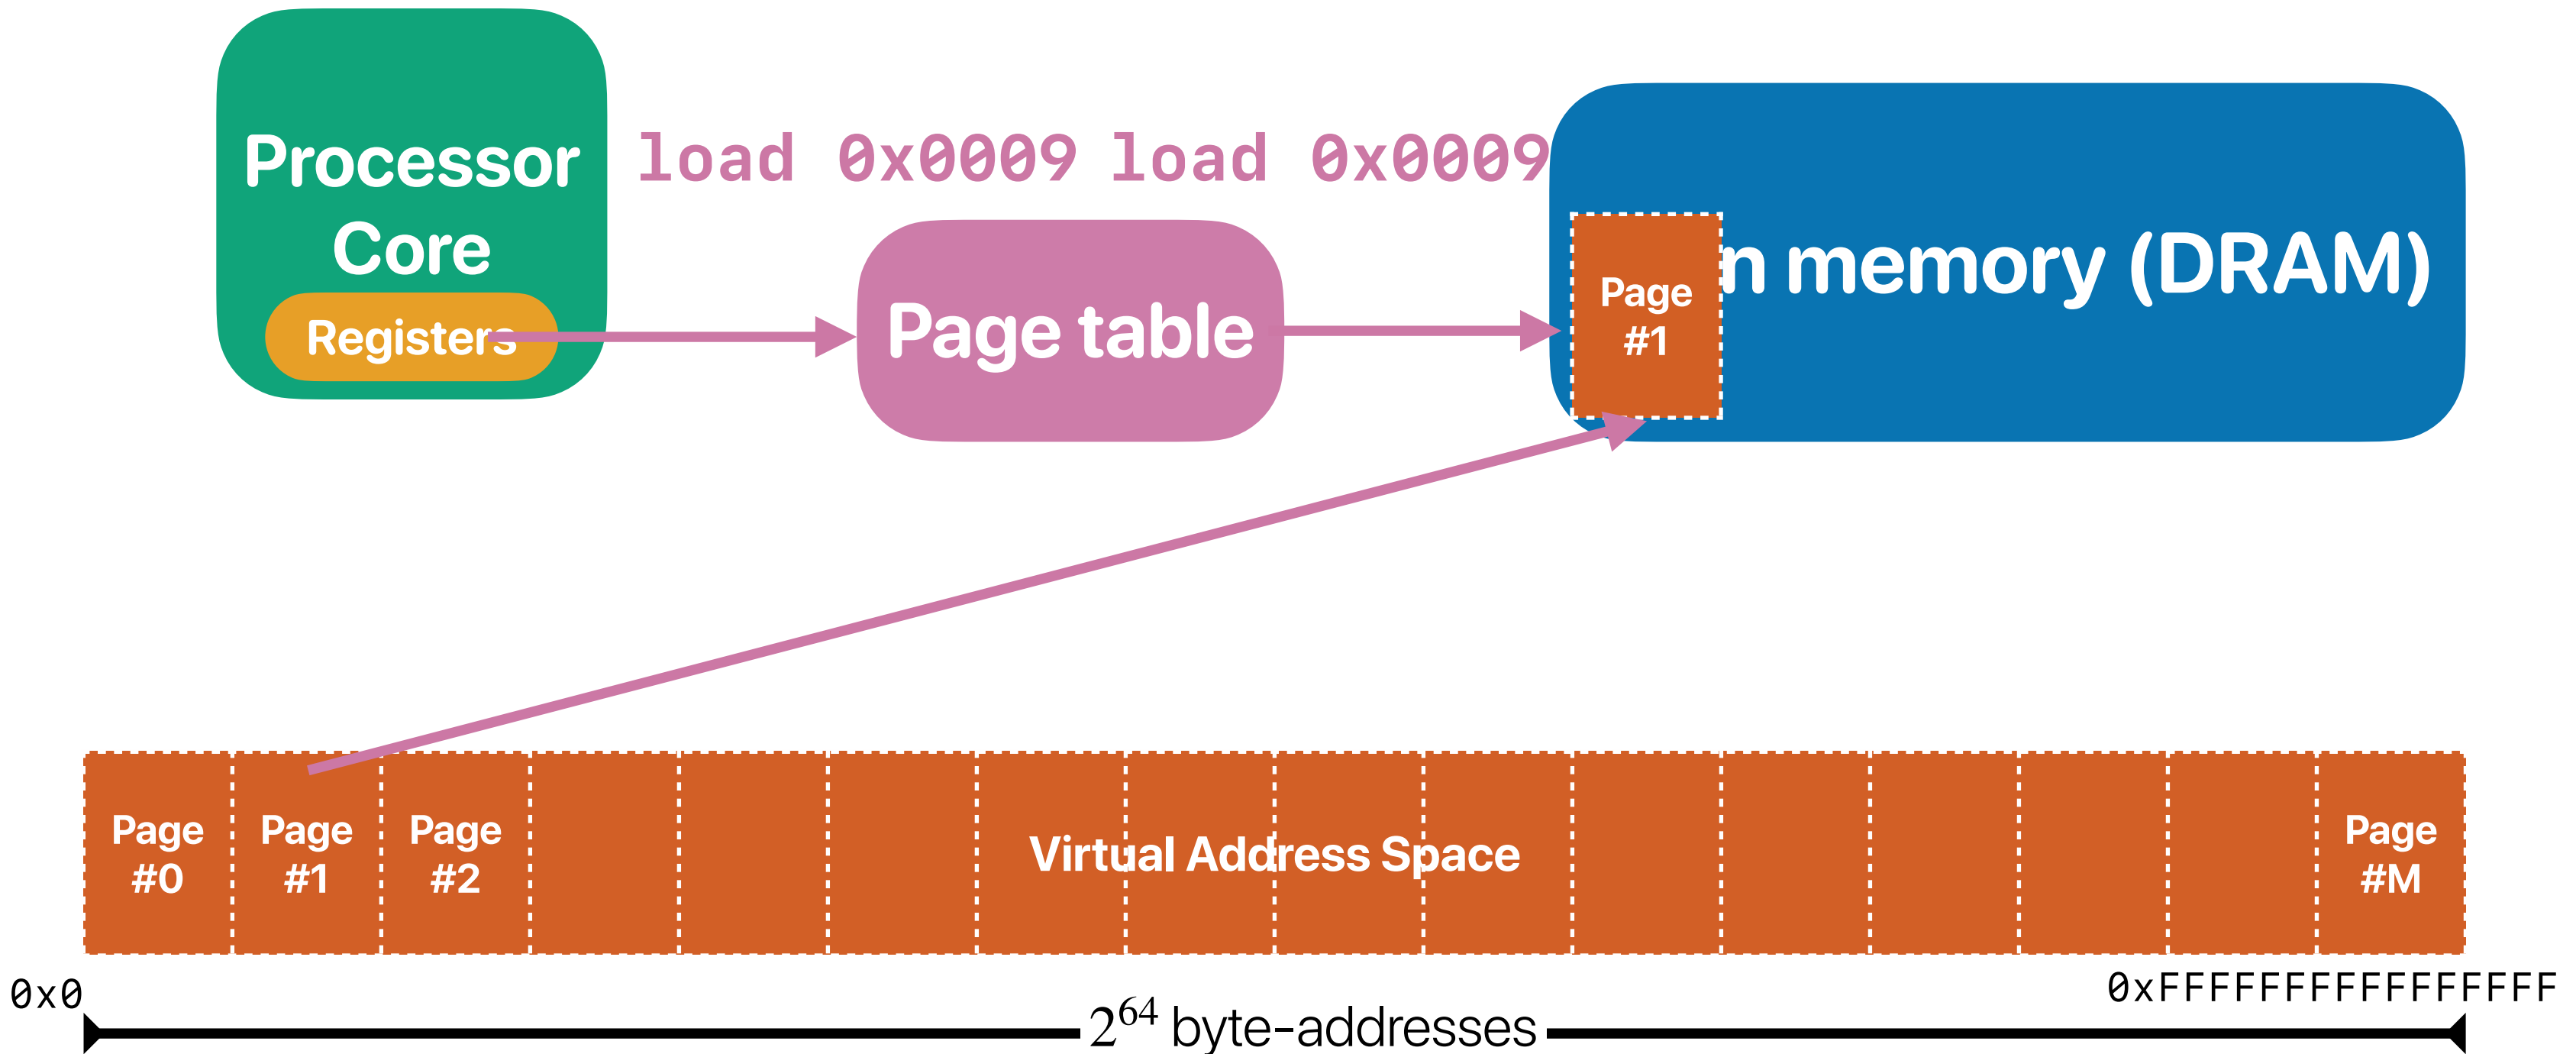 Processor
Core
Registers
load 0x0009 load 0x0009
Page table
Page
#1
n memory (DRAM)
Page
#0
Page
#1
Page
#2
Virtual Address Space
Page
#M
0x0
0xFFFFFFFFFFFFFFFF
2^64 byte-addresses